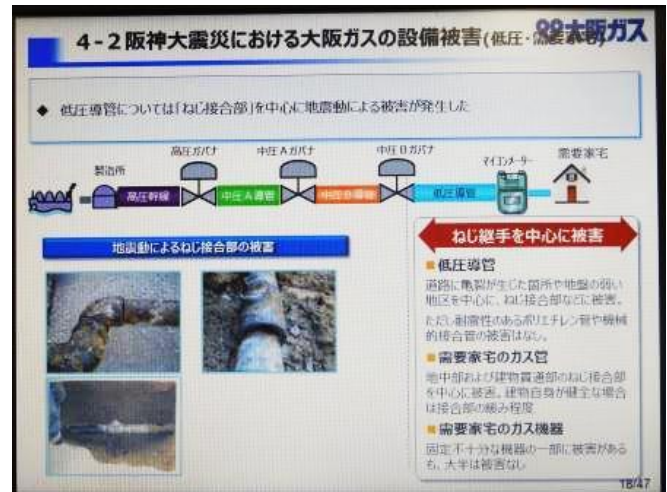 4-2阪神大震災における大阪ガスの設備被害(低圧・需要家宅)
大阪ガス
◆ 低圧導管については「ねじ接合部」を中心に地震動による被害が発生した
製造所
高圧ガバナ
中圧Aガバナ
中圧Bガバナ
マイコンメーター
需要家宅
高圧幹線
中圧A導管
中圧B導管
低圧導管
地震動によるねじ接合部の被害
ねじ継手を中心に被害
■低圧導管
道路に亀裂が生じた箇所や地盤の弱い
地区を中心に、ねじ接合部などに被害。
ただし耐震性のあるポリエチレン管や機械
的接合管の被害はなし。
■需要家宅のガス管
地中部および建物貫通部のねじ接合部
を中心に被害。建物自身が健全な場合
は接合部の緩み程度
■需要家宅のガス機器
固定不十分な機器の一部に被害がある
も、大半は被害なし
18/47